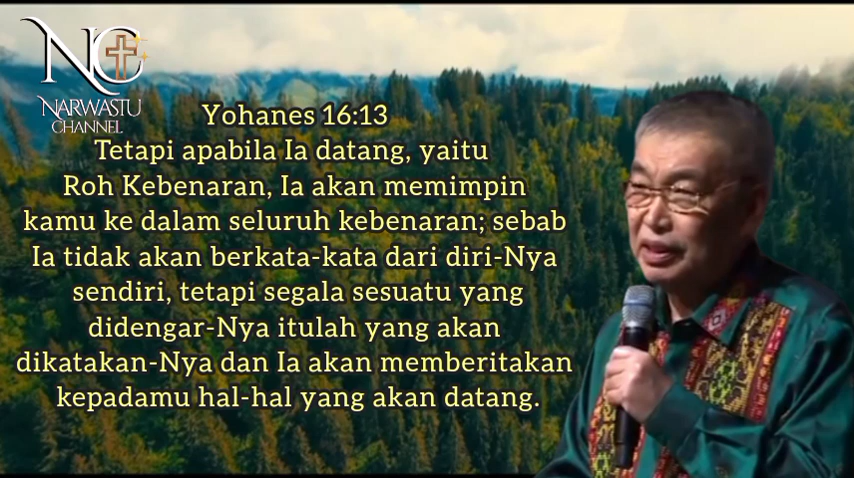 NC
NARWASTU
CHANNEL
Yohanes 16:13
Tetapi apabila Ia datang, yaitu
Roh Kebenaran, Ia akan memimpin
kamu ke dalam seluruh kebenaran; sebab
Ia tidak akan berkata-kata dari diri-Nya
sendiri, tetapi segala sesuatu yang
didengar-Nya itulah yang akan
dikatakan-Nya dan Ia akan memberitakan
kepadamu hal-hal yang akan datang.